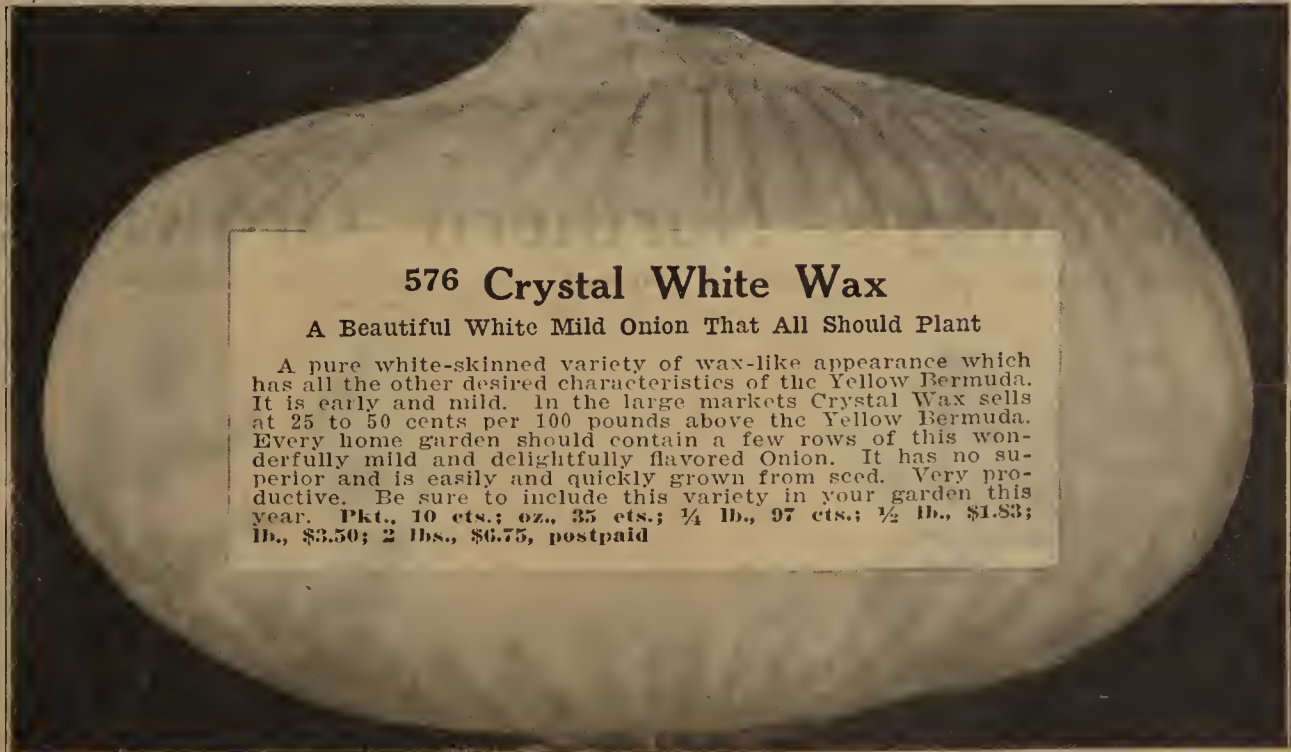 576 Crystal White Wax
A Beautiful White Mild Onion That All Should Plant
A pure white-skinned variety of wax-like appearance which
has all the other desired characteristics of the Yellow Bermuda.
It is early and mild. In the large markets Crystal Wax sells
at 25 to 50 cents per 100 pounds above the Yellow Bermuda.
Every home garden should contain a few rows of this won-
derfully mild and delightfully flavored Onion. It has no su-
perior and is easily and quickly grown from seed. Very pro-
ductive. Be sure to include this variety in your garden this
year. Pkt., 10 cts.; oz., 35 cts.; ¼ lb., 97 cts.; ½ lb., $1.83;
lb., $3.50; 2 lbs., $6.75, postpaid